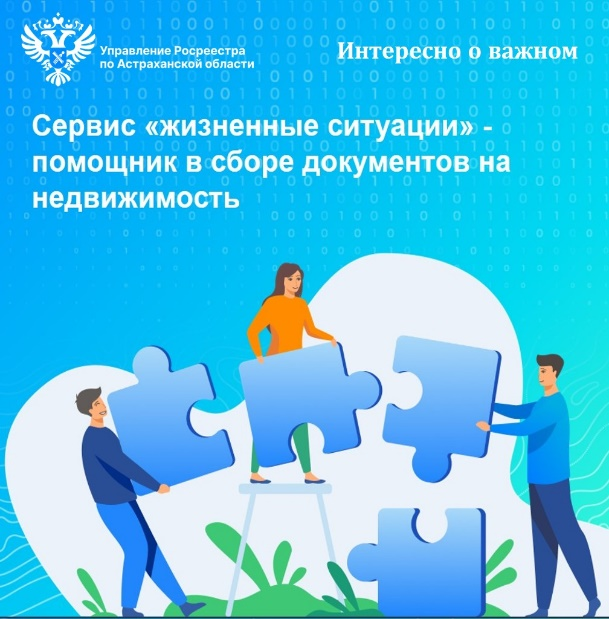 Управление Росреестра
по Астраханской области
Интересно о важном
Сервис «жизненные ситуации» -
помощник в сборе документов на
недвижимость